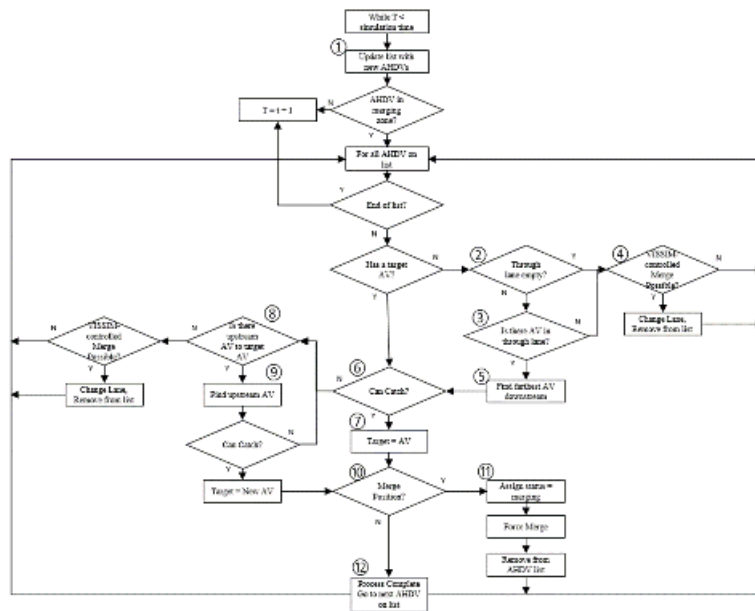 While T <
simulation time
①
Update list with
new AHDVs
N
T = t + 1
AHDV in
merging
zone?
Y
For all AHDV on
list
Y
End of list?
N
Has a target
AV?
N
Y
②
Through
lane empty?
Y
N
④
VISSIM-
controlled
Merge
Possible?
N
Y
Change Lane,
Remove from list
③
Is there AV in
through lane?
N
Y
⑤
Find farthest AV
downstream
N
VISSIM-
controlled
Merge
Possible?
Y
Change Lane,
Remove from list
N
⑧
Is there
upstream
AV to target
AV
Y
⑨
Find upstream AV
Can Catch?
N
Y
Target = New AV
⑥
Can Catch?
N
Y
⑦
Target = AV
⑩
Merge
Position?
Y
N
⑪
Assign status =
merging
Force Merge
Remove from
AHDV list
⑫
Process Complete
Go to next AHDV
on list